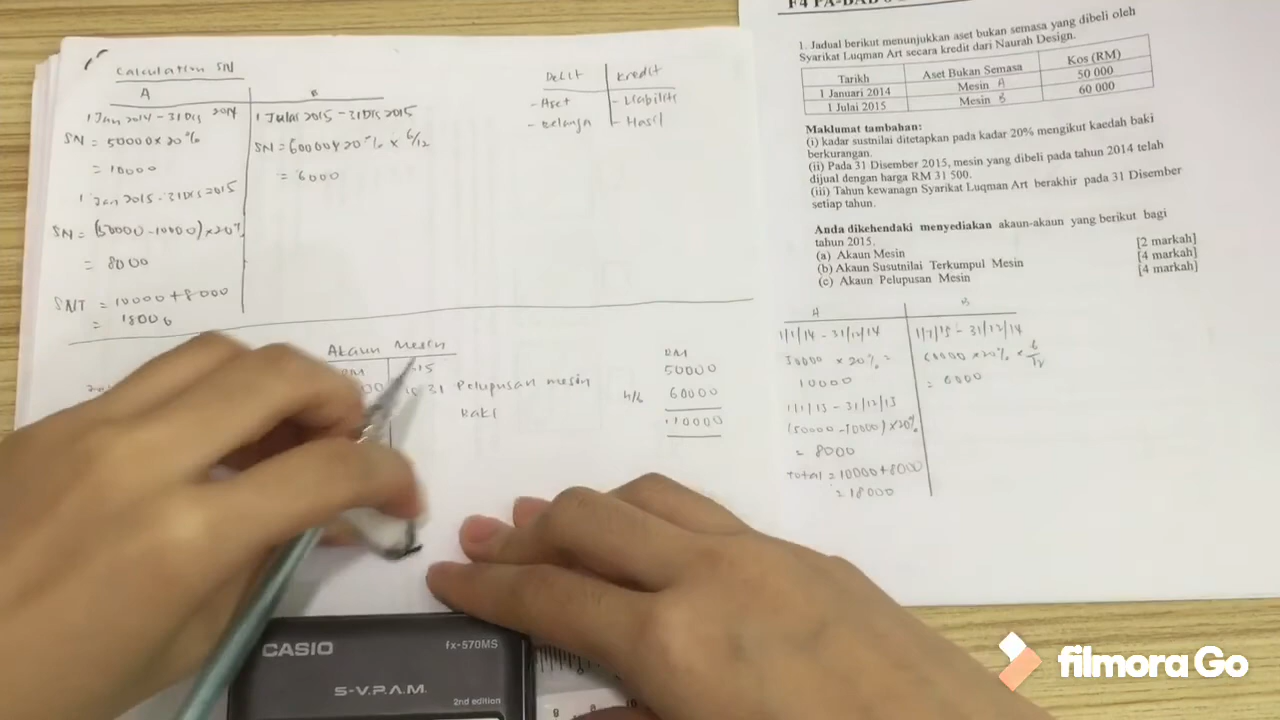 Calculation SN
A B
1 Jan 2014 - 31 Dis 2014
SN = 50000 x 20%
= 10000
1 Jan 2015 - 31 Dis 2015
SN = (50000 - 10000) x 20%
= 8000
SNT = 10000 + 8000
= 18000
1 Julai 2015 - 31 Dis 2015
SN = 60000 x 20% x 6/12
= 6000
Debit Kredit
- Aset - Liabiliti
- Belanja - Hasil
Akaun Mesin
RM
31 Pelupusan mesin
Baki
h/b
RM
50000
60000
110000
1. Jadual berikut menunjukkan aset bukan semasa yang dibeli oleh
Syarikat Luqman Art secara kredit dari Naurah Design.
Tarikh Aset Bukan Semasa Kos (RM)
1 Januari 2014 Mesin A 50 000
1 Julai 2015 Mesin B 60 000
Maklumat tambahan:
(i) kadar sustnilai ditetapkan pada kadar 20% mengikut kaedah baki
berkurangan.
(ii) Pada 31 Disember 2015, mesin yang dibeli pada tahun 2014 telah
dijual dengan harga RM 31 500.
(iii) Tahun kewanagn Syarikat Luqman Art berakhir pada 31 Disember
setiap tahun.
Anda dikehendaki menyediakan akaun-akaun yang berikut bagi
tahun 2015.
(a) Akaun Mesin [2 markah]
(b) Akaun Susutnilai Terkumpul Mesin [4 markah]
(c) Akaun Pelupusan Mesin [4 markah]
A B
1/1/14 - 31/12/14
50000 x 20% =
10000
1/1/15 - 31/12/15
(50000 - 10000) x 20%
= 8000
total = 10000 + 8000
= 18000
1/7/15 - 31/12/14
60000 x 20% x 6/12
= 6000
CASIO fx-570MS
S-V.P.A.M.
2nd edition
filmora Go